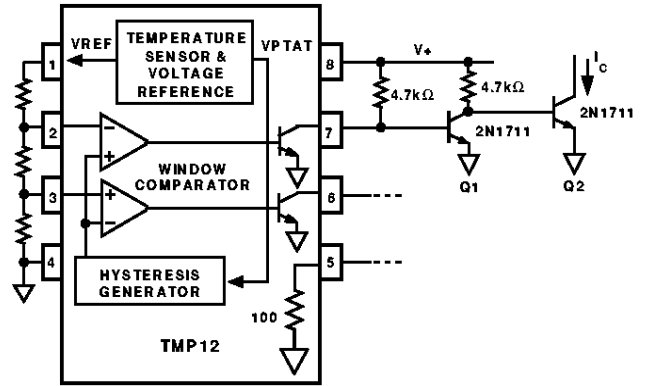 TEMPERATURE
SENSOR &
VOLTAGE
REFERENCE
VREF
VPTAT
1
2
3
4
8
7
6
5
WINDOW
COMPARATOR
HYSTERESIS
GENERATOR
100
TMP12
V+
4.7kΩ
4.7kΩ
2N1711
2N1711
IC
Q1
Q2
−
+
+
−